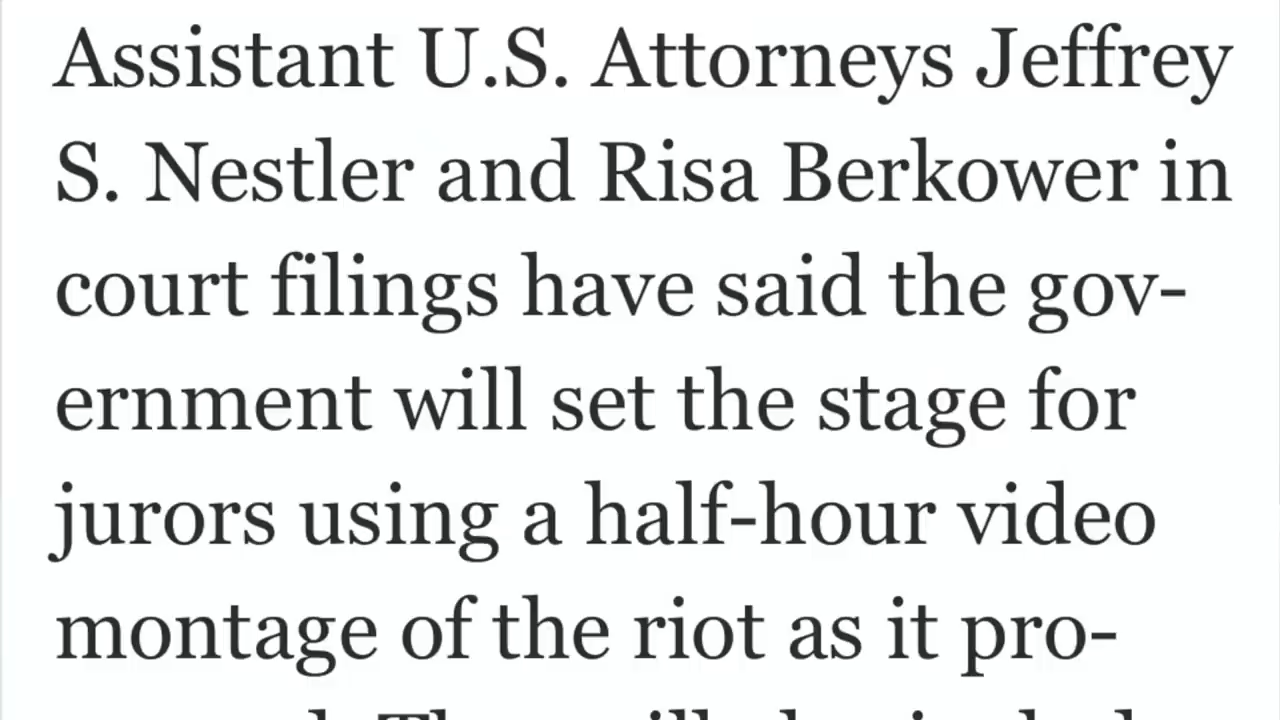 Assistant U.S. Attorneys Jeffrey
S. Nestler and Risa Berkower in
court filings have said the gov-
ernment will set the stage for
jurors using a half-hour video
montage of the riot as it pro-